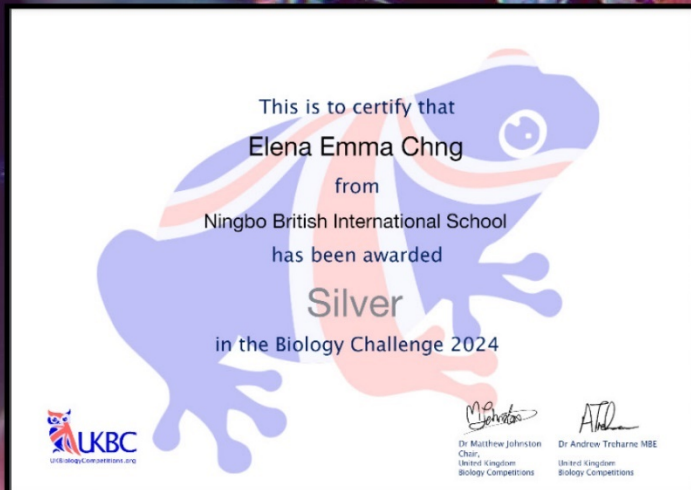 This is to certify that
Elena Emma Chng
from
Ningbo British International School
has been awarded
Silver
in the Biology Challenge 2024
UKBC
UKBiologyCompetitions.org
Dr Matthew Johnston
Chair,
United Kingdom
Biology Competitions
Dr Andrew Treharne MBE
United Kingdom
Biology Competitions